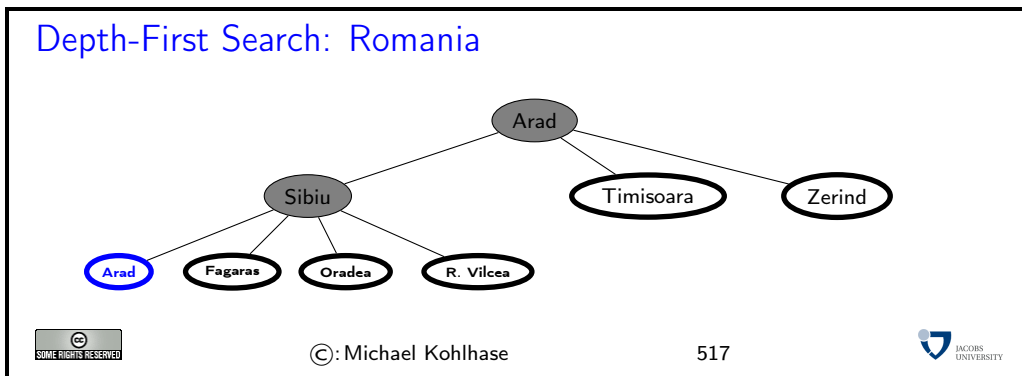 Depth-First Search: Romania
Arad
Sibiu
Timisoara
Zerind
Arad
Fagaras
Oradea
R. Vilcea
cc
SOME RIGHTS RESERVED
©: Michael Kohlhase
517
JACOBS
UNIVERSITY